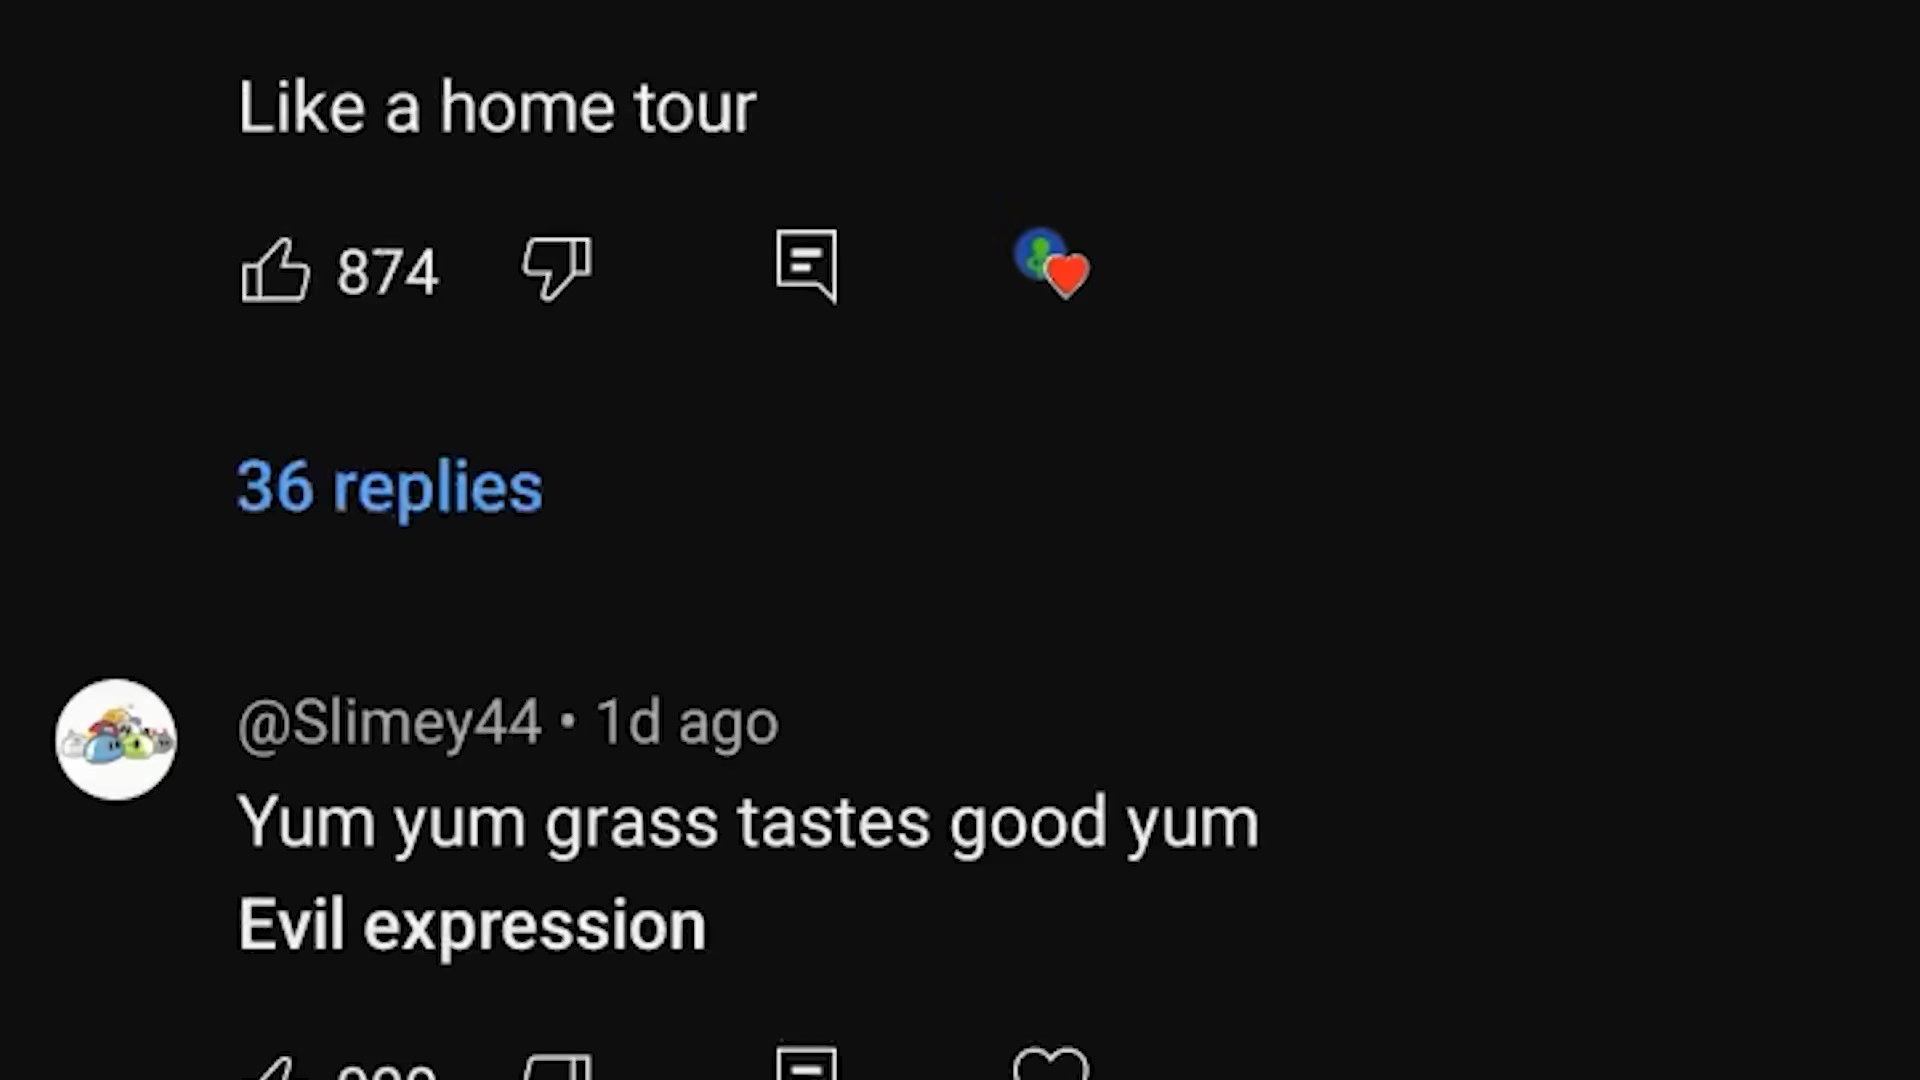 Like a home tour
874
36 replies
@Slimey44 • 1d ago
Yum yum grass tastes good yum
Evil expression